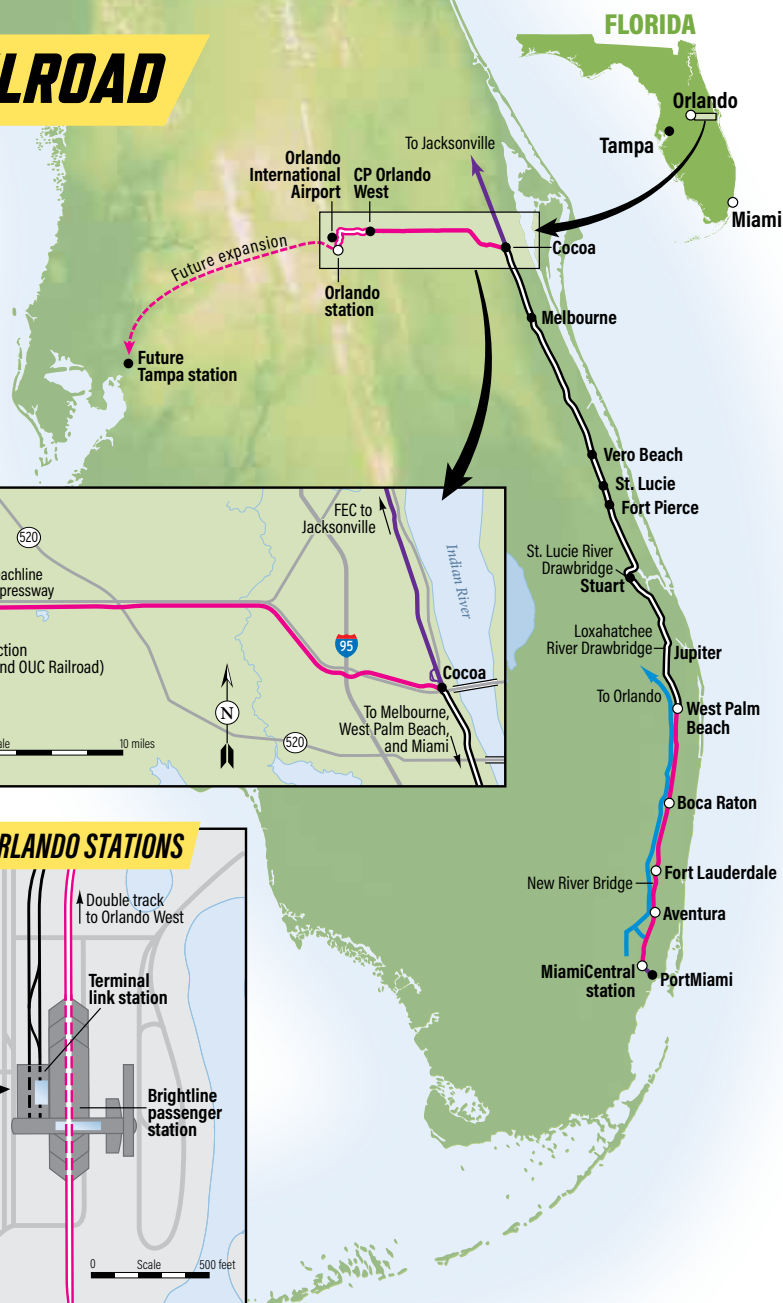 LROAD
FLORIDA
Orlando
Tampa
Miami
To Jacksonville
Orlando
International
Airport
CP Orlando
West
Cocoa
Future expansion
Orlando
station
Melbourne
Future
Tampa station
Vero Beach
St. Lucie
Fort Pierce
St. Lucie River
Drawbridge
Stuart
Loxahatchee
River Drawbridge
Jupiter
To Orlando
West Palm
Beach
Boca Raton
Fort Lauderdale
New River Bridge
Aventura
MiamiCentral
station
PortMiami
520
FEC to
Jacksonville
Indian River
achline
pressway
ction
nd OUC Railroad)
95
Cocoa
N
To Melbourne,
West Palm Beach,
and Miami
520
ale
10 miles
RLANDO STATIONS
Double track
to Orlando West
Terminal
link station
Brightline
passenger
station
0 Scale 500 feet